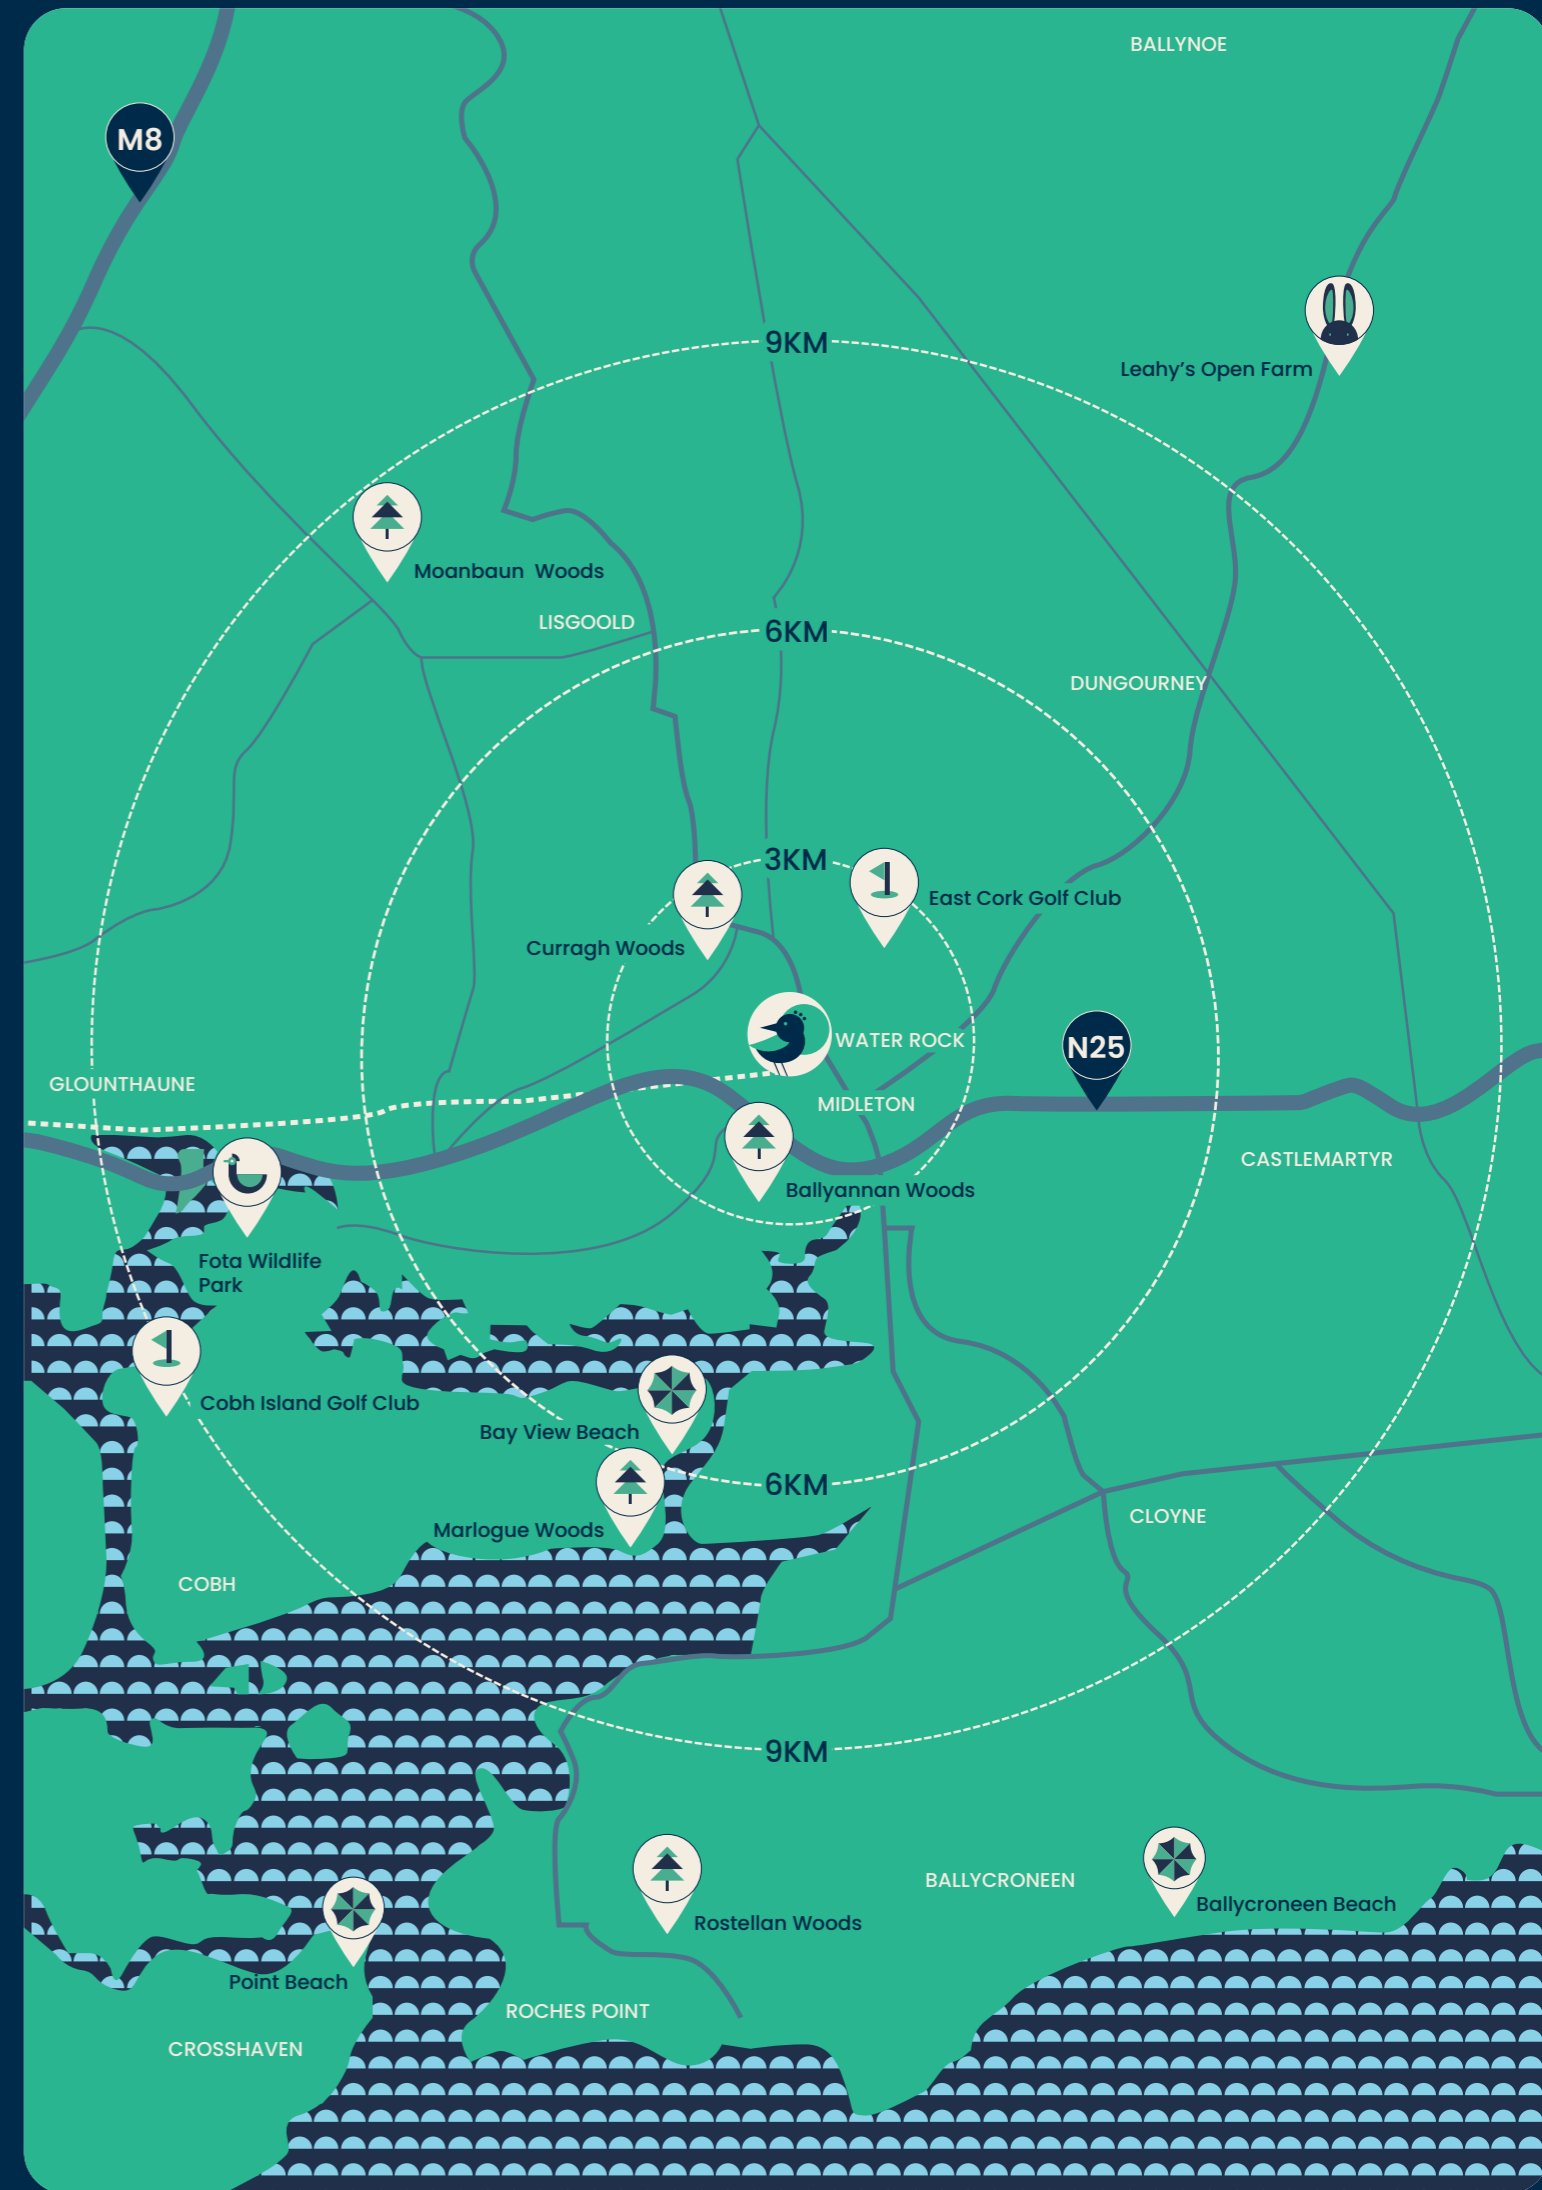 BALLYNOE
M8
9KM
Leahy's Open Farm
Moanbaun Woods
LISGOOLD
6KM
DUNGOURNEY
3KM
East Cork Golf Club
Curragh Woods
WATER ROCK
N25
GLOUNTHAUNE
MIDLETON
CASTLEMARTYR
Ballyannan Woods
Fota Wildlife
Park
Cobh Island Golf Club
Bay View Beach
6KM
Marlogue Woods
CLOYNE
COBH
9KM
BALLYCRONEEN
Ballycroneen Beach
Rostellan Woods
Point Beach
ROCHES POINT
CROSSHAVEN